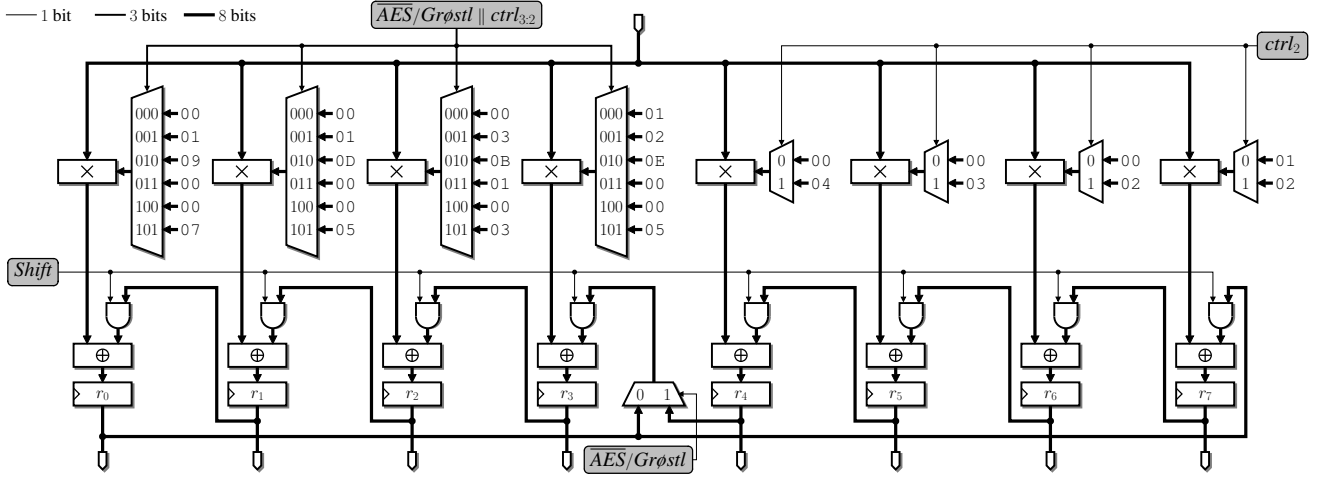 1 bit 3 bits 8 bits
AES/Grøstl ∥ ctrl3:2
ctrl2
000 00 000 00 000 00 000 01
001 01 001 01 001 03 001 02
010 09 010 0D 010 0B 010 0E 0 00 0 00 0 00 0 01
× × × × × × × ×
011 00 011 00 011 01 011 00 1 04 1 03 1 02 1 02
100 00 100 00 100 00 100 00
101 07 101 05 101 03 101 05
Shift
⊕ ⊕ ⊕ ⊕ ⊕ ⊕ ⊕ ⊕
r0 r1 r2 r3 0 1 r4 r5 r6 r7
AES/Grøstl